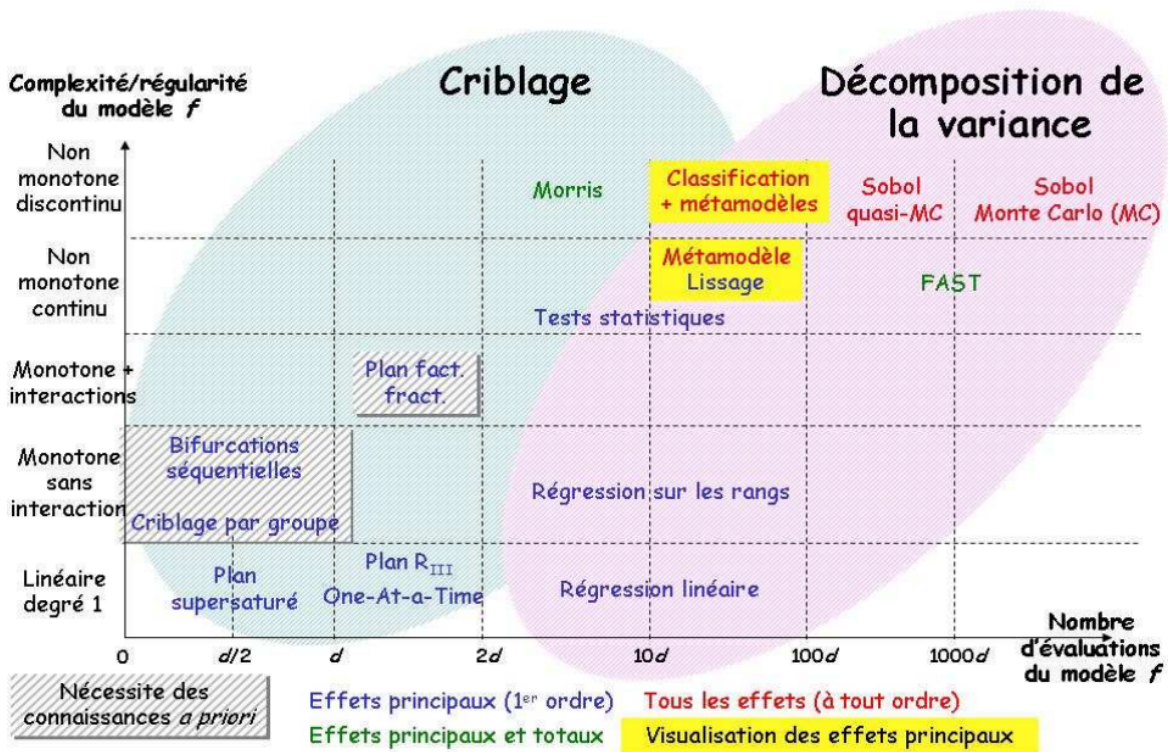 Criblage
Décomposition de
la variance
Complexité/régularité
du modèle f
Non
monotone
discontinu
Morris
Classification
+ métamodèles
Sobol
quasi-MC
Sobol
Monte Carlo (MC)
Non
monotone
continu
Métamodèle
Lissage
FAST
Tests statistiques
Monotone +
interactions
Plan fact.
fract.
Monotone
sans
interaction
Bifurcations
séquentielles
Criblage par groupe
Régression sur les rangs
Linéaire
degré 1
Plan
supersaturé
Plan RIII
One-At-a-Time
Régression linéaire
0
d/2
d
2d
10d
100d
1000d
Nombre
d'évaluations
du modèle f
Nécessite des
connaissances a priori
Effets principaux (1er ordre)
Tous les effets (à tout ordre)
Effets principaux et totaux
Visualisation des effets principaux